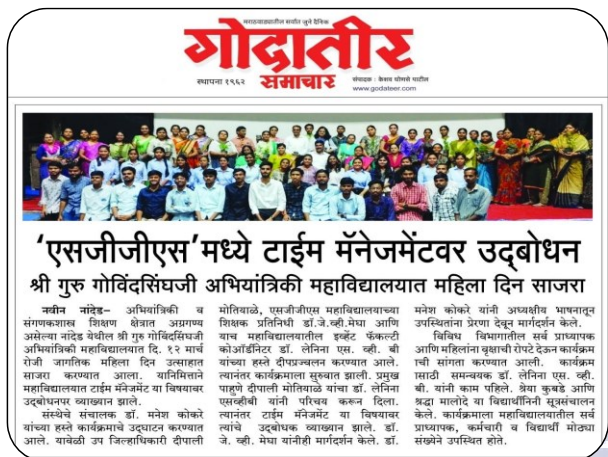 मराठवाड्यातील सर्वात जुने दैनिक
गोदातीर
समाचार
स्थापना १९६२
संपादक : केशव घोणसे पाटील
www.godateer.com
‘एसजीजीएस’मध्ये टाईम मॅनेजमेंटवर उद्‌बोधन
श्री गुरु गोविंदसिंघजी अभियांत्रिकी महाविद्यालयात महिला दिन साजरा
नवीन नांदेड– अभियांत्रिकी व
संगणकशास्त्र शिक्षण क्षेत्रात अग्रगण्य
असेल्या नांदेड येथील श्री गुरु गोविंदसिंघजी
अभियांत्रिकी महाविद्यालयात दि. १२ मार्च
रोजी जागतिक महिला दिन उत्साहात
साजरा करण्यात आला. यानिमित्ताने
महाविद्यालयात टाईम मॅनेजमेंट या विषयावर
उद्‌बोधनपर व्याख्यान झाले.
संस्थेचे संचालक डॉ. मनेश कोकरे
यांच्या हस्ते कार्यक्रमाचे उद्‌घाटन करण्यात
आले. यावेळी उप जिल्हाधिकारी दीपाली
मोतियाळे, एसजीजीएस महाविद्यालयाच्या
शिक्षक प्रतिनिधी डॉ.जे.व्ही.मेघा आणि
याच महाविद्यालयातील इव्हेंट फॅकल्टी
कोऑर्डिनेटर डॉ. लेनिना एस. व्ही. बी
यांच्या हस्ते दीपप्रज्वलन करण्यात आले.
त्यानंतर कार्यक्रमाला सुरुवात झाली. प्रमुख
पाहुणे दीपाली मोतियाळे यांचा डॉ. लेनिना
एसव्हीबी यांनी परिचय करून दिला.
त्यानंतर टाईम मॅनेजमेंट या विषयावर
त्यांचे उद्‌बोधक व्याख्यान झाले. डॉ.
जे. व्ही. मेघा यांनीही मार्गदर्शन केले. डॉ.
मनेश कोकरे यांनी अध्यक्षीय भाषनातून
उपस्थितांना प्रेरणा देवून मार्गदर्शन केले.
विविध विभागातील सर्व प्राध्यापक
आणि महिलांना वृक्षाची रोपटे देऊन कार्यक्रम
ची सांगता करण्यात आली. कार्यक्रम
साठी समन्वयक डॉ. लेनिना एस. व्ही.
बी. यांनी काम पहिले. श्रेया कुबडे आणि
श्रद्धा मालोदे या विद्यार्थीनिनी सूत्रसंचालन
केले. कार्यक्रमाला महाविद्यालयातील सर्व
प्राध्यापक, कर्मचारी व विद्यार्थी मोठ्या
संख्येने उपस्थित होते.